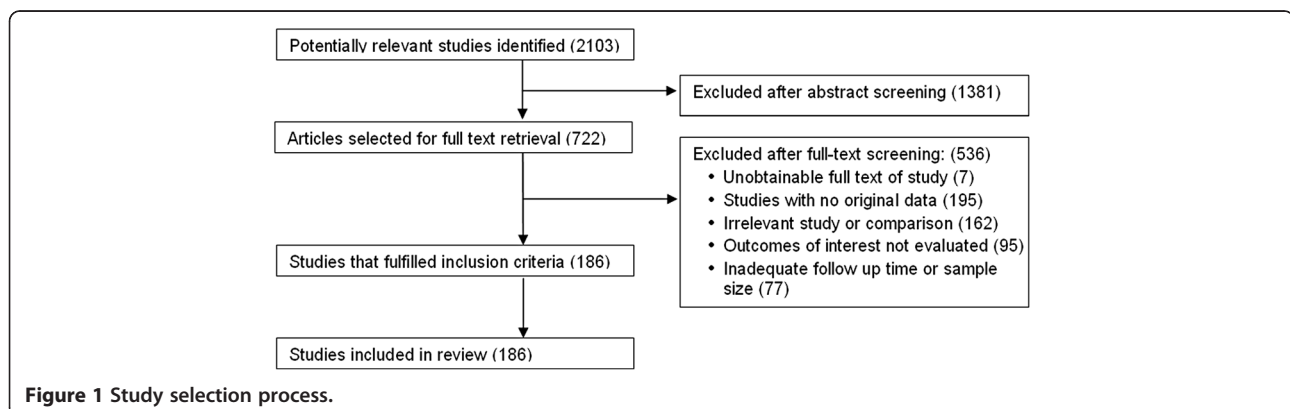 Potentially relevant studies identified (2103)
Excluded after abstract screening (1381)
Articles selected for full text retrieval (722)
Excluded after full-text screening: (536)
• Unobtainable full text of study (7)
• Studies with no original data (195)
• Irrelevant study or comparison (162)
• Outcomes of interest not evaluated (95)
• Inadequate follow up time or sample
size (77)
Studies that fulfilled inclusion criteria (186)
Studies included in review (186)
Figure 1 Study selection process.